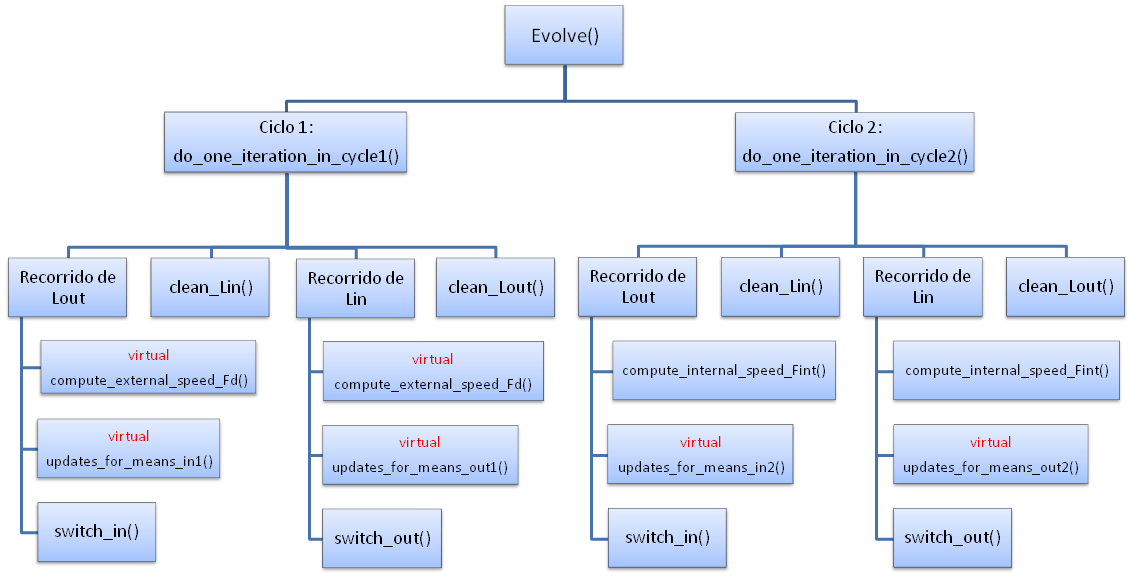 Evolve()
Ciclo 1:
do_one_iteration_in_cycle1()
Ciclo 2:
do_one_iteration_in_cycle2()
Recorrido de
Lout
clean_Lin()
Recorrido de
Lin
clean_Lout()
Recorrido de
Lout
clean_Lin()
Recorrido de
Lin
clean_Lout()
virtual
compute_external_speed_Fd()
virtual
updates_for_means_in1()
switch_in()
virtual
compute_external_speed_Fd()
virtual
updates_for_means_out1()
switch_out()
compute_internal_speed_Fint()
virtual
updates_for_means_in2()
switch_in()
compute_internal_speed_Fint()
virtual
updates_for_means_out2()
switch_out()